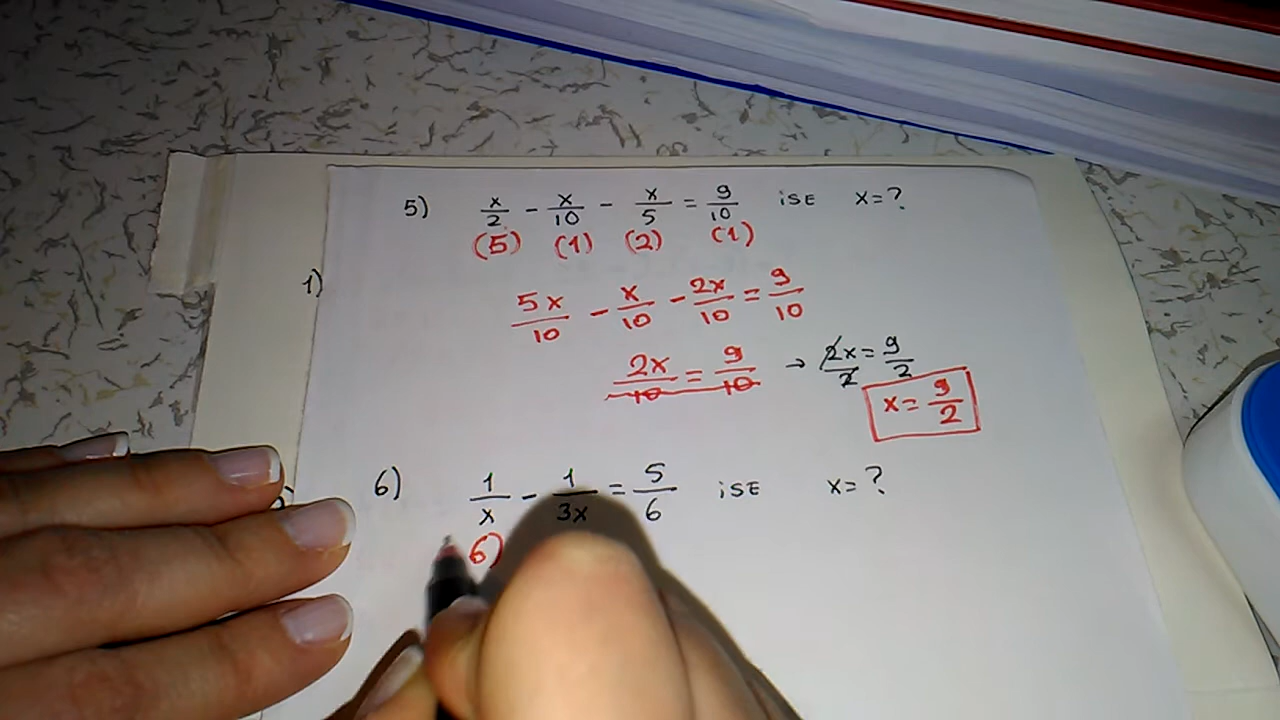 5) x/2 - x/10 - x/5 = 9/10 ise x=?
(5) (1) (2) (1)
1)
5x/10 - x/10 - 2x/10 = 9/10
2x/10 = 9/10 → 2x/2 = 9/2
x = 9/2
6) 1/x - 1/3x = 5/6 ise x=?
6)